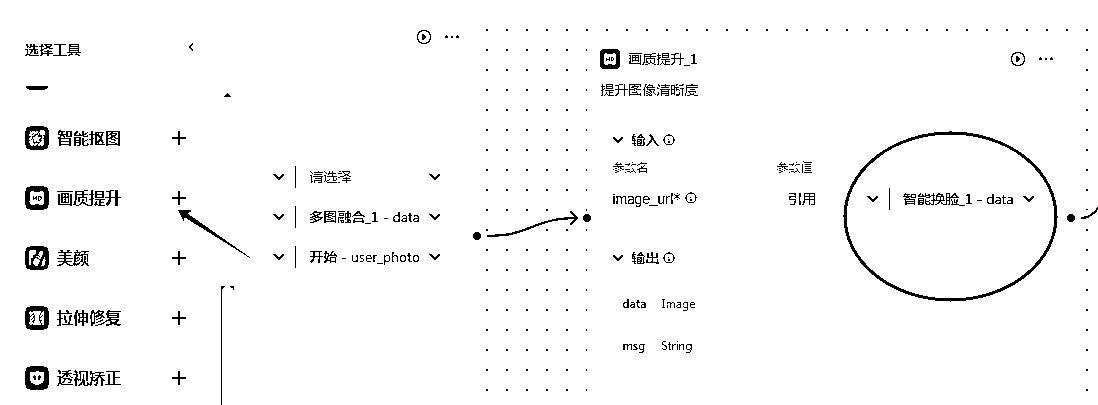 选择工具
智能抠图
画质提升
美颜
拉伸修复
透视矫正
请选择
多图融合_1 - data
开始 - user_photo
画质提升_1
提升图像清晰度
输入
参数名 参数值
image_url* 引用 智能换脸_1 - data
输出
data Image
msg String